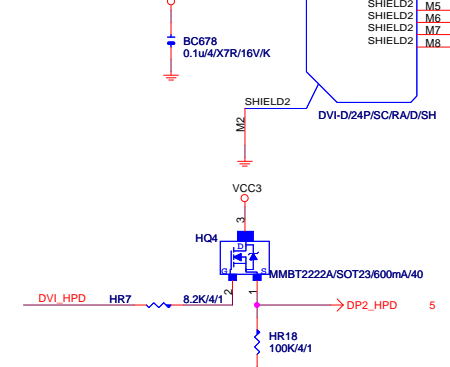 SHIELD2 M5
SHIELD2 M6
SHIELD2 M7
SHIELD2 M8
BC678
0.1u/4/X7R/16V/K
SHIELD2
DVI-D/24P/SC/RA/D/SH
M2
VCC3
3
HQ4
D
G S
MMBT2222A/SOT23/600mA/40
2 1
DVI_HPD HR7 8.2K/4/1 DP2_HPD 5
HR18
100K/4/1